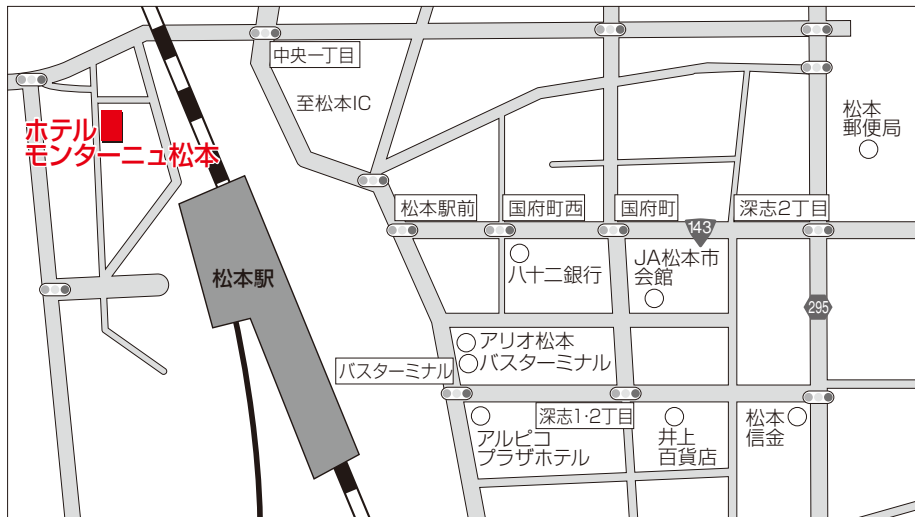 中央一丁目
至松本IC
ホテル
モンターニュ松本
松本
郵便局
松本駅前
国府町西
国府町
143
深志2丁目
松本駅
八十二銀行
JA松本市
会館
295
アリオ松本
バスターミナル
バスターミナル
深志1·2丁目
アルピコ
プラザホテル
井上
百貨店
松本
信金